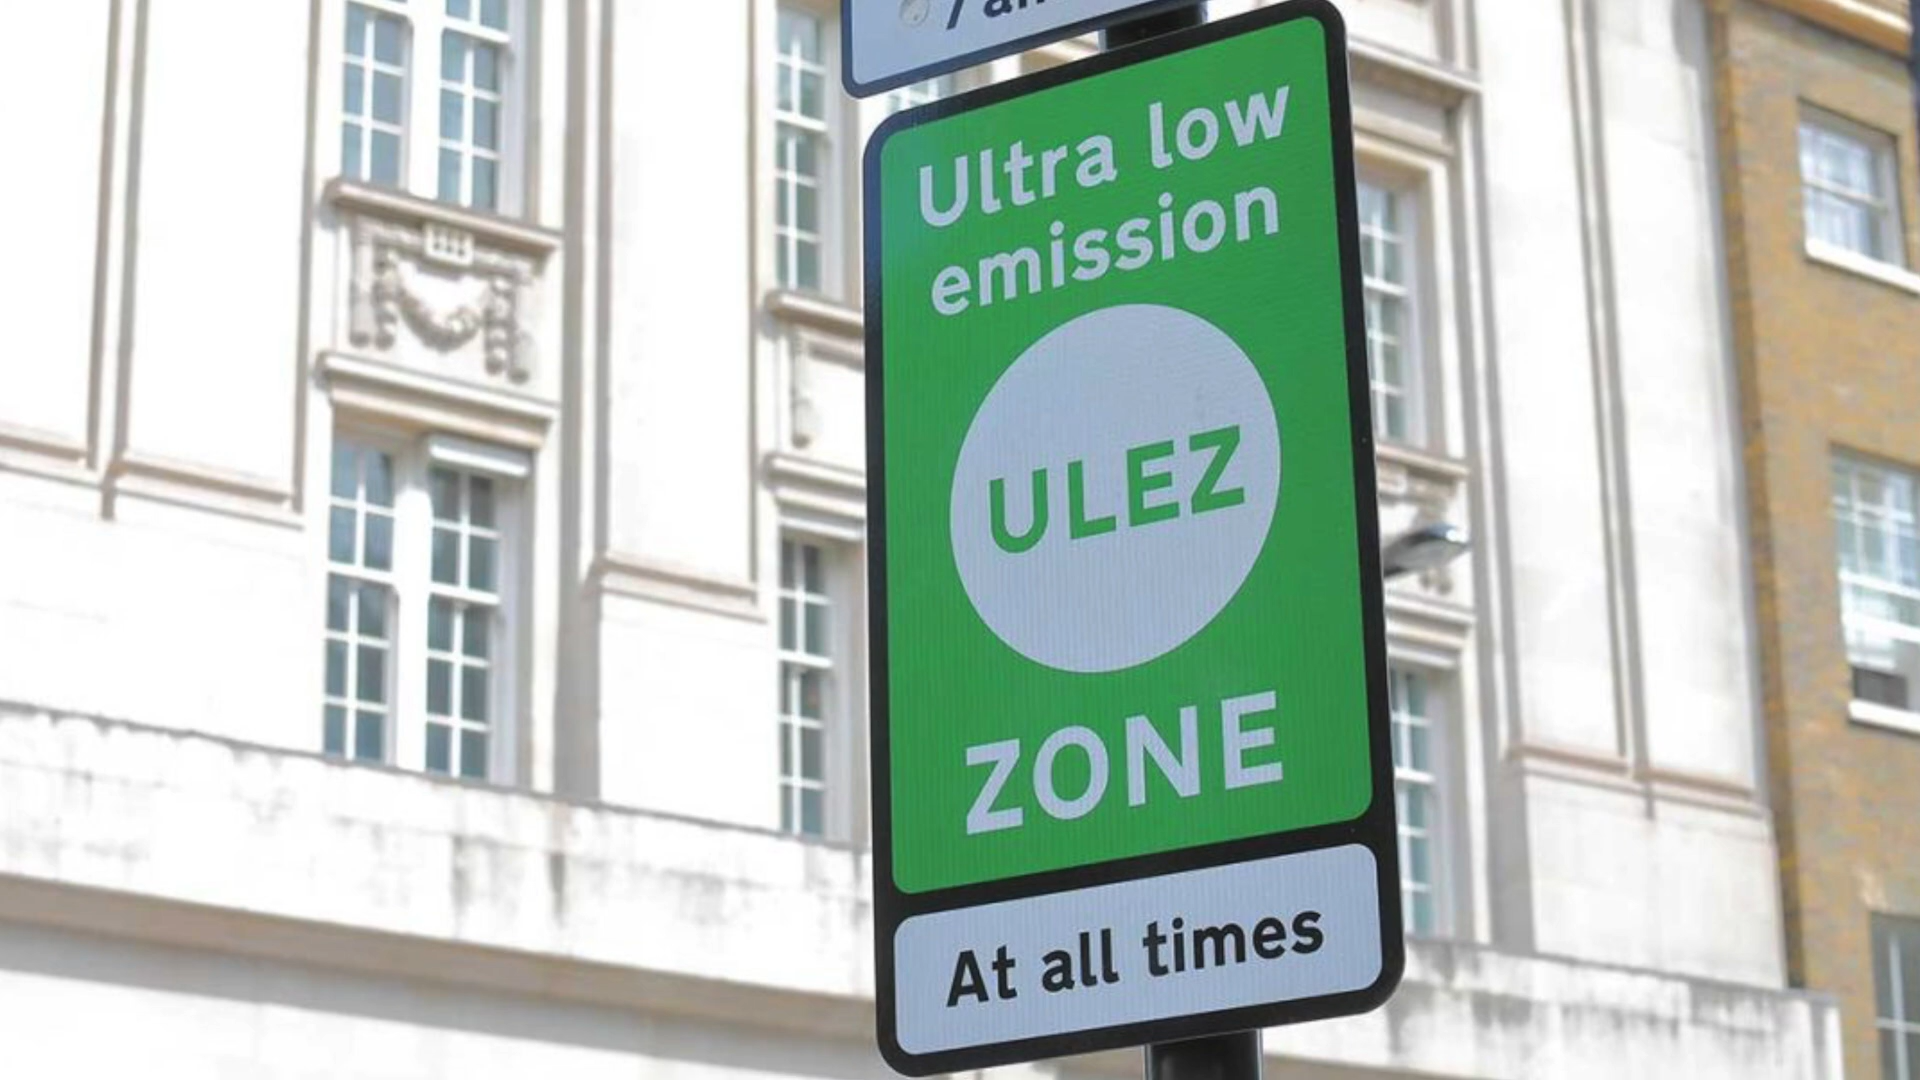 Ultra low
emission
ULEZ
ZONE
At all times